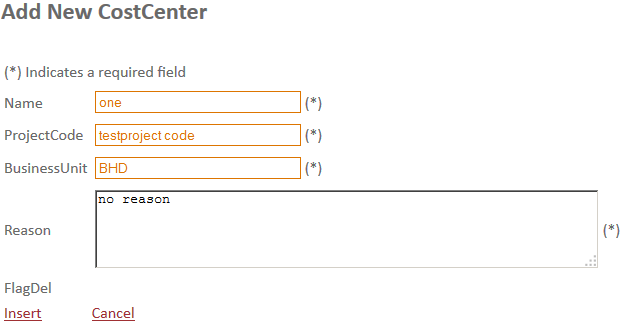 Add New CostCenter
(*) Indicates a required field
Name one (*)
ProjectCode testproject code (*)
BusinessUnit BHD (*)
no reason
Reason (*)
FlagDel
Insert Cancel